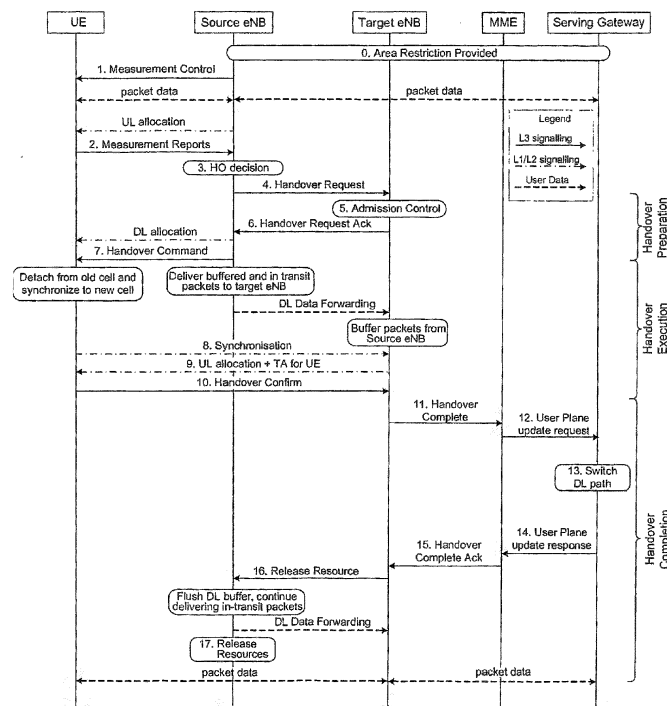 UE
Source eNB
Target eNB
MME
Serving Gateway
0. Area Restriction Provided
1. Measurement Control
packet data
packet data
Legend
L3 signalling
L1/L2 signalling
User Data
UL allocation
2. Measurement Reports
3. HO decision
4. Handover Request
5. Admission Control
6. Handover Request Ack
DL allocation
7. Handover Command
Handover
Preparation
Detach from old cell and
synchronize to new cell
Deliver buffered and in transit
packets to target eNB
DL Data Forwarding
Buffer packets from
Source eNB
8. Synchronisation
9. UL allocation + TA for UE
10. Handover Confirm
Handover
Execution
11. Handover
Complete
12. User Plane
update request
13. Switch
DL path
14. User Plane
update response
15. Handover
Complete Ack
16. Release Resource
Flush DL buffer, continue
delivering in-transit packets
DL Data Forwarding
17. Release
Resources
packet data
packet data
Handover
Completion